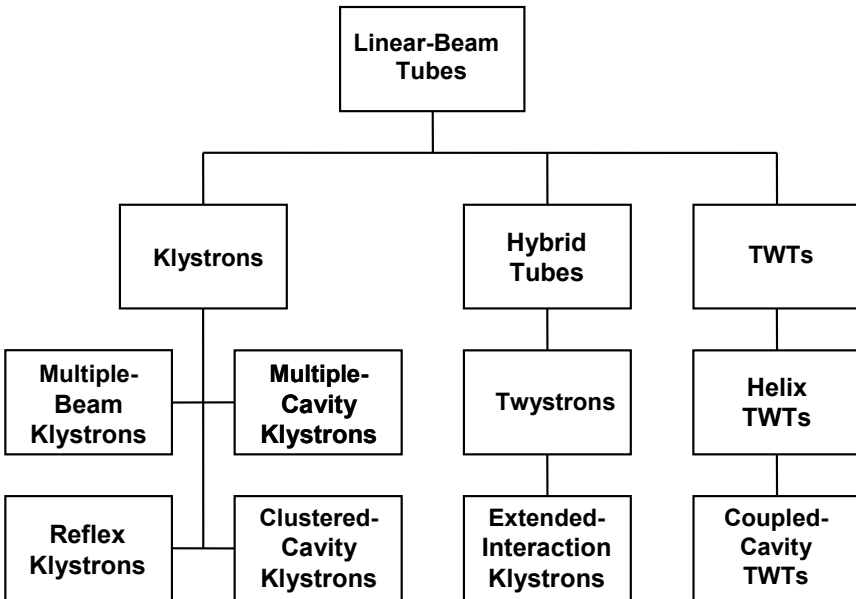 Linear-Beam
Tubes
Klystrons
Hybrid
Tubes
TWTs
Multiple-
Beam
Klystrons
Multiple-
Cavity
Klystrons
Twystrons
Helix
TWTs
Reflex
Klystrons
Clustered-
Cavity
Klystrons
Extended-
Interaction
Klystrons
Coupled-
Cavity
TWTs